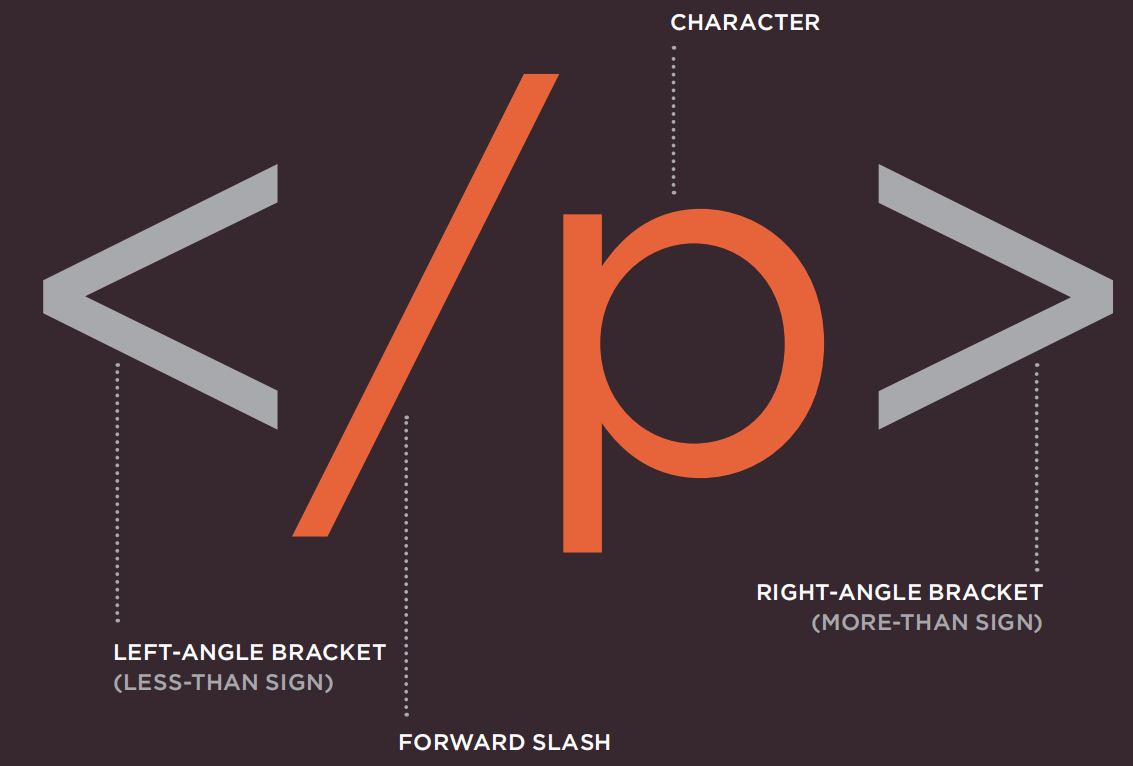 CHARACTER
</p>
RIGHT-ANGLE BRACKET
(MORE-THAN SIGN)
LEFT-ANGLE BRACKET
(LESS-THAN SIGN)
FORWARD SLASH